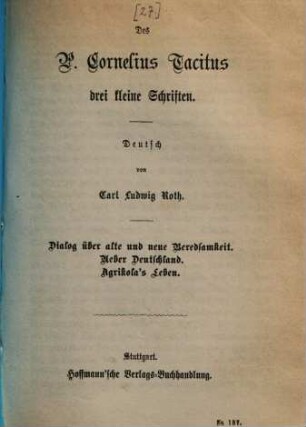 [27]
Des
P. Cornelius Tacitus
drei kleine Schriften.
Deutsch
von
Carl Ludwig Roth.
Dialog über alte und neue Beredsamkeit.
Ueber Deutschland.
Agrikola's Leben.
Stuttgart.
Hoffmann'sche Verlags-Buchhandlung.